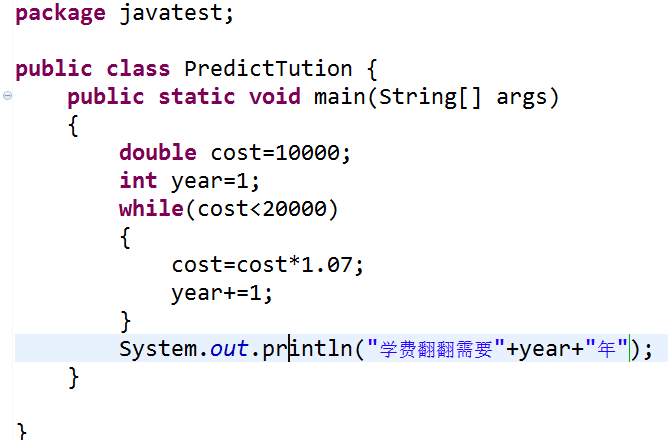 package javatest;
public class PredictTution {
public static void main(String[] args)
{
double cost=10000;
int year=1;
while(cost<20000)
{
cost=cost*1.07;
year+=1;
}
System.out.println("学费翻翻需要"+year+"年");
}
}